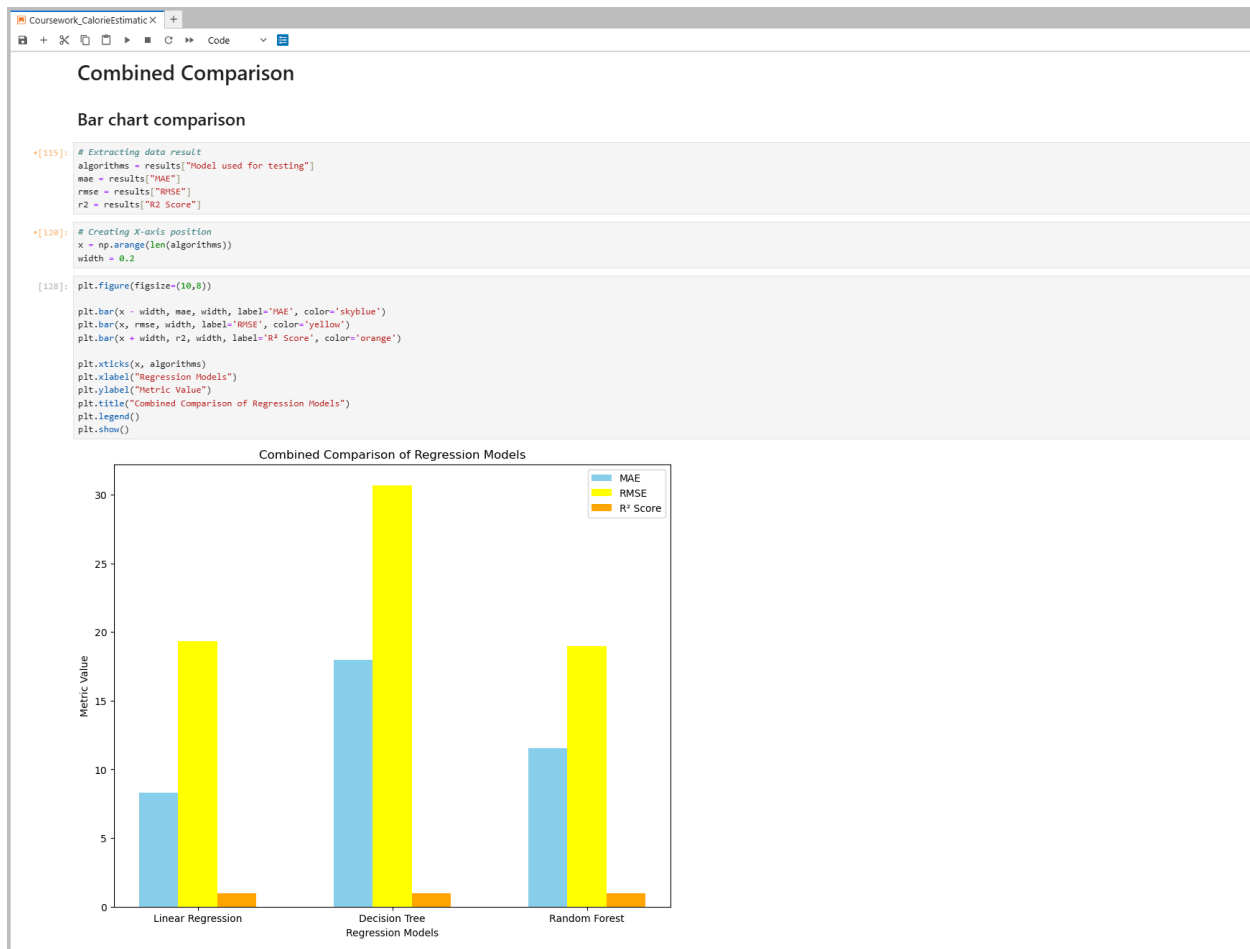 Coursework_CalorieEstimatic
Code
Combined Comparison
Bar chart comparison
•[115]:
# Extracting data result
algorithms = results["Model used for testing"]
mae = results["MAE"]
rmse = results["RMSE"]
r2 = results["R2 Score"]
•[120]:
# Creating X-axis position
x = np.arange(len(algorithms))
width = 0.2
[128]:
plt.figure(figsize=(10,8))
plt.bar(x - width, mae, width, label='MAE', color='skyblue')
plt.bar(x, rmse, width, label='RMSE', color='yellow')
plt.bar(x + width, r2, width, label='R² Score', color='orange')
plt.xticks(x, algorithms)
plt.xlabel("Regression Models")
plt.ylabel("Metric Value")
plt.title("Combined Comparison of Regression Models")
plt.legend()
plt.show()
Combined Comparison of Regression Models
MAE
RMSE
R² Score
30
25
20
15
10
5
0
Metric Value
Linear Regression
Decision Tree
Random Forest
Regression Models